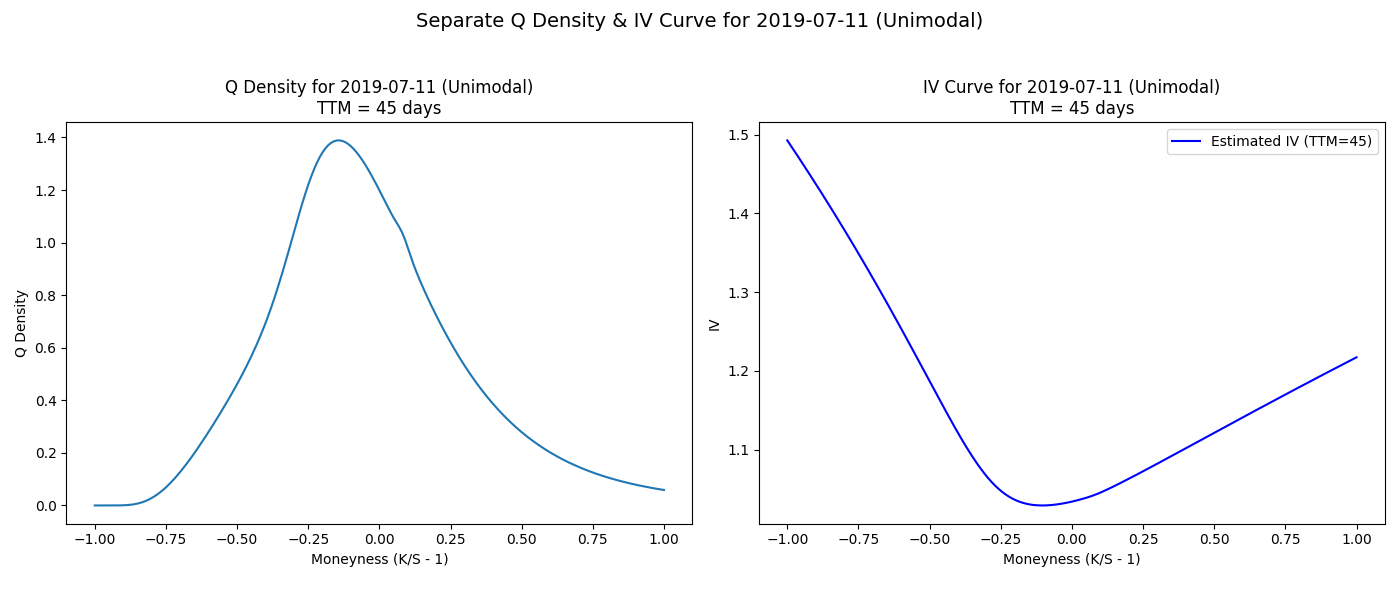 Separate Q Density & IV Curve for 2019-07-11 (Unimodal)
Q Density for 2019-07-11 (Unimodal)
TTM = 45 days
Q Density
1.4
1.2
1.0
0.8
0.6
0.4
0.2
0.0
−1.00 −0.75 −0.50 −0.25 0.00 0.25 0.50 0.75 1.00
Moneyness (K/S - 1)
IV Curve for 2019-07-11 (Unimodal)
TTM = 45 days
Estimated IV (TTM=45)
IV
1.5
1.4
1.3
1.2
1.1
−1.00 −0.75 −0.50 −0.25 0.00 0.25 0.50 0.75 1.00
Moneyness (K/S - 1)